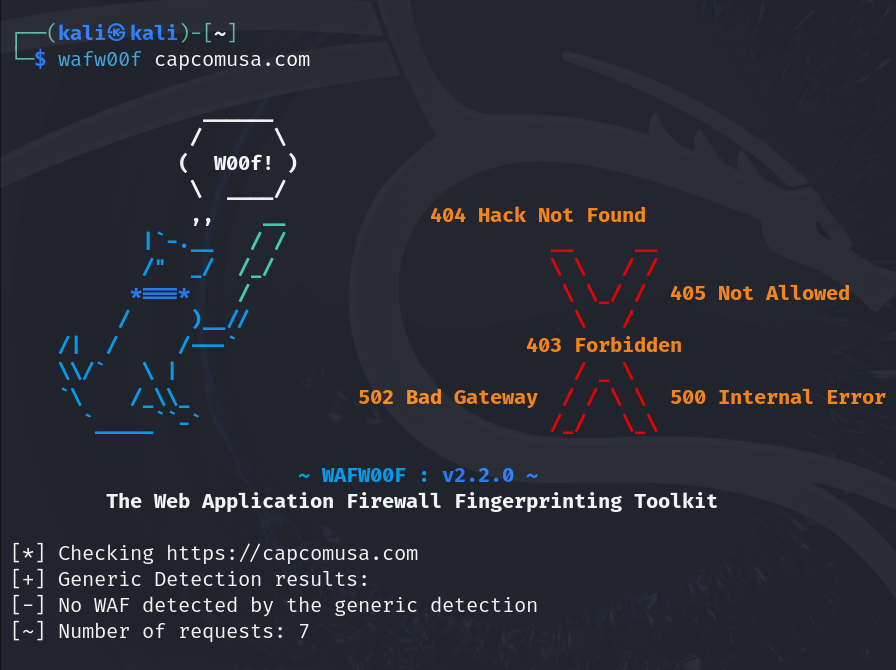 (kali㉿kali)-[~]
$ wafw00f capcomusa.com
( W00f! )
404 Hack Not Found
405 Not Allowed
403 Forbidden
502 Bad Gateway 500 Internal Error
~ WAFW00F : v2.2.0 ~
The Web Application Firewall Fingerprinting Toolkit
[*] Checking https://capcomusa.com
[+] Generic Detection results:
[-] No WAF detected by the generic detection
[~] Number of requests: 7